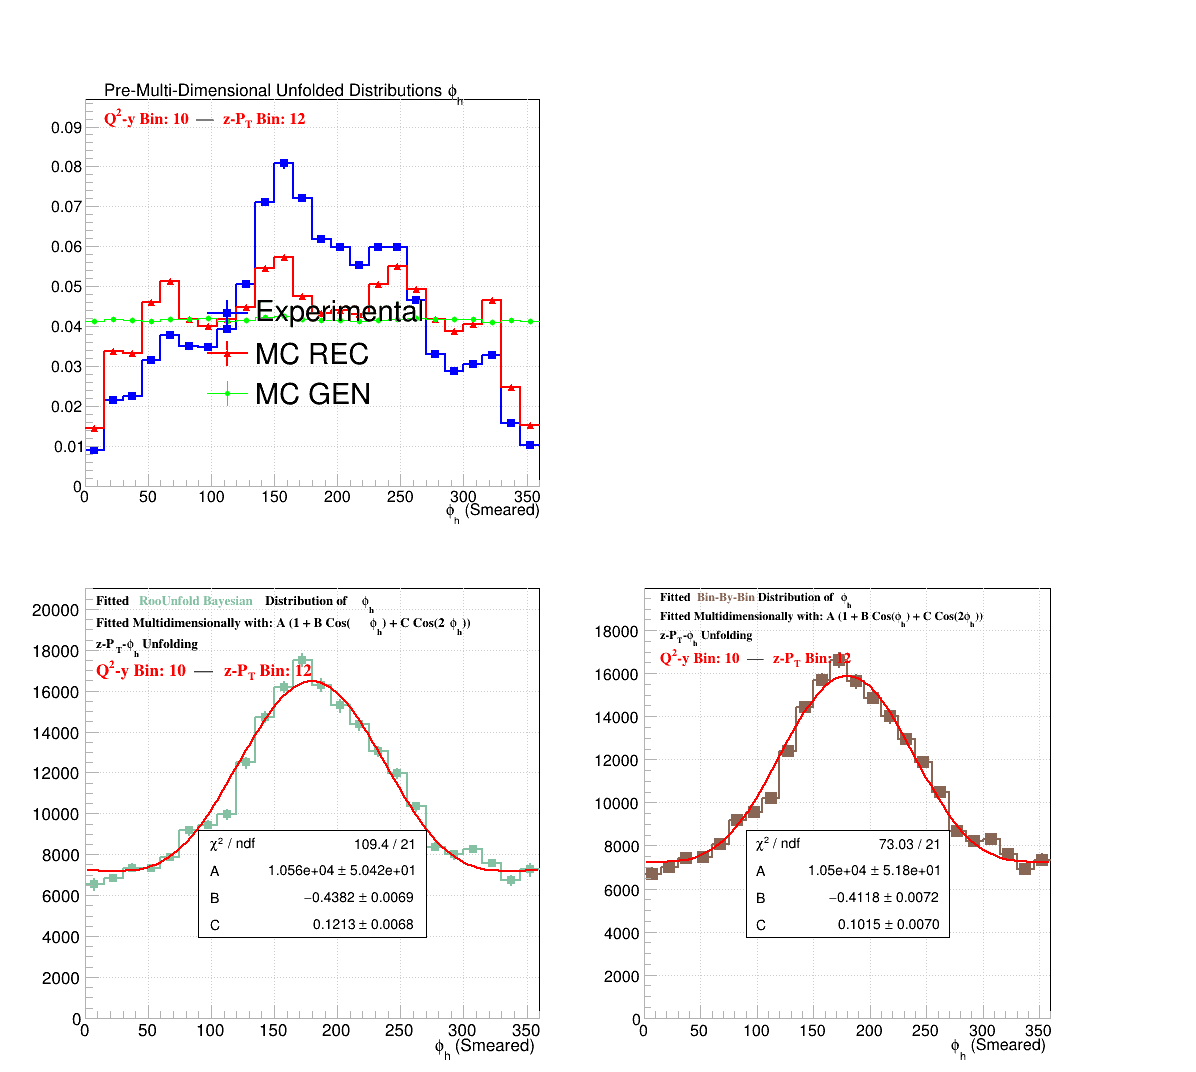 Pre-Multi-Dimensional Unfolded Distributions ϕh
Q²-y Bin: 10 — z-PT Bin: 12
0.09
0.08
0.07
0.06
0.05
0.04
0.03
0.02
0.01
0
Experimental
MC REC
MC GEN
0 50 100 150 200 250 300 350
ϕh (Smeared)
Fitted RooUnfold Bayesian Distribution of ϕh
Fitted Multidimensionally with: A (1 + B Cos( ϕh) + C Cos(2 ϕh))
z-PT-ϕh Unfolding
Q²-y Bin: 10 — z-PT Bin: 12
20000
18000
16000
14000
12000
10000
8000
6000
4000
2000
0
χ² / ndf 109.4 / 21
A 1.056e+04 ± 5.042e+01
B −0.4382 ± 0.0069
C 0.1213 ± 0.0068
0 50 100 150 200 250 300 350
ϕh (Smeared)
Fitted Bin-By-Bin Distribution of ϕh
Fitted Multidimensionally with: A (1 + B Cos(ϕh) + C Cos(2ϕh))
z-PT-ϕh Unfolding
Q²-y Bin: 10 — z-PT Bin: 12
18000
16000
14000
12000
10000
8000
6000
4000
2000
0
χ² / ndf 73.03 / 21
A 1.05e+04 ± 5.18e+01
B −0.4118 ± 0.0072
C 0.1015 ± 0.0070
0 50 100 150 200 250 300 350
ϕh (Smeared)